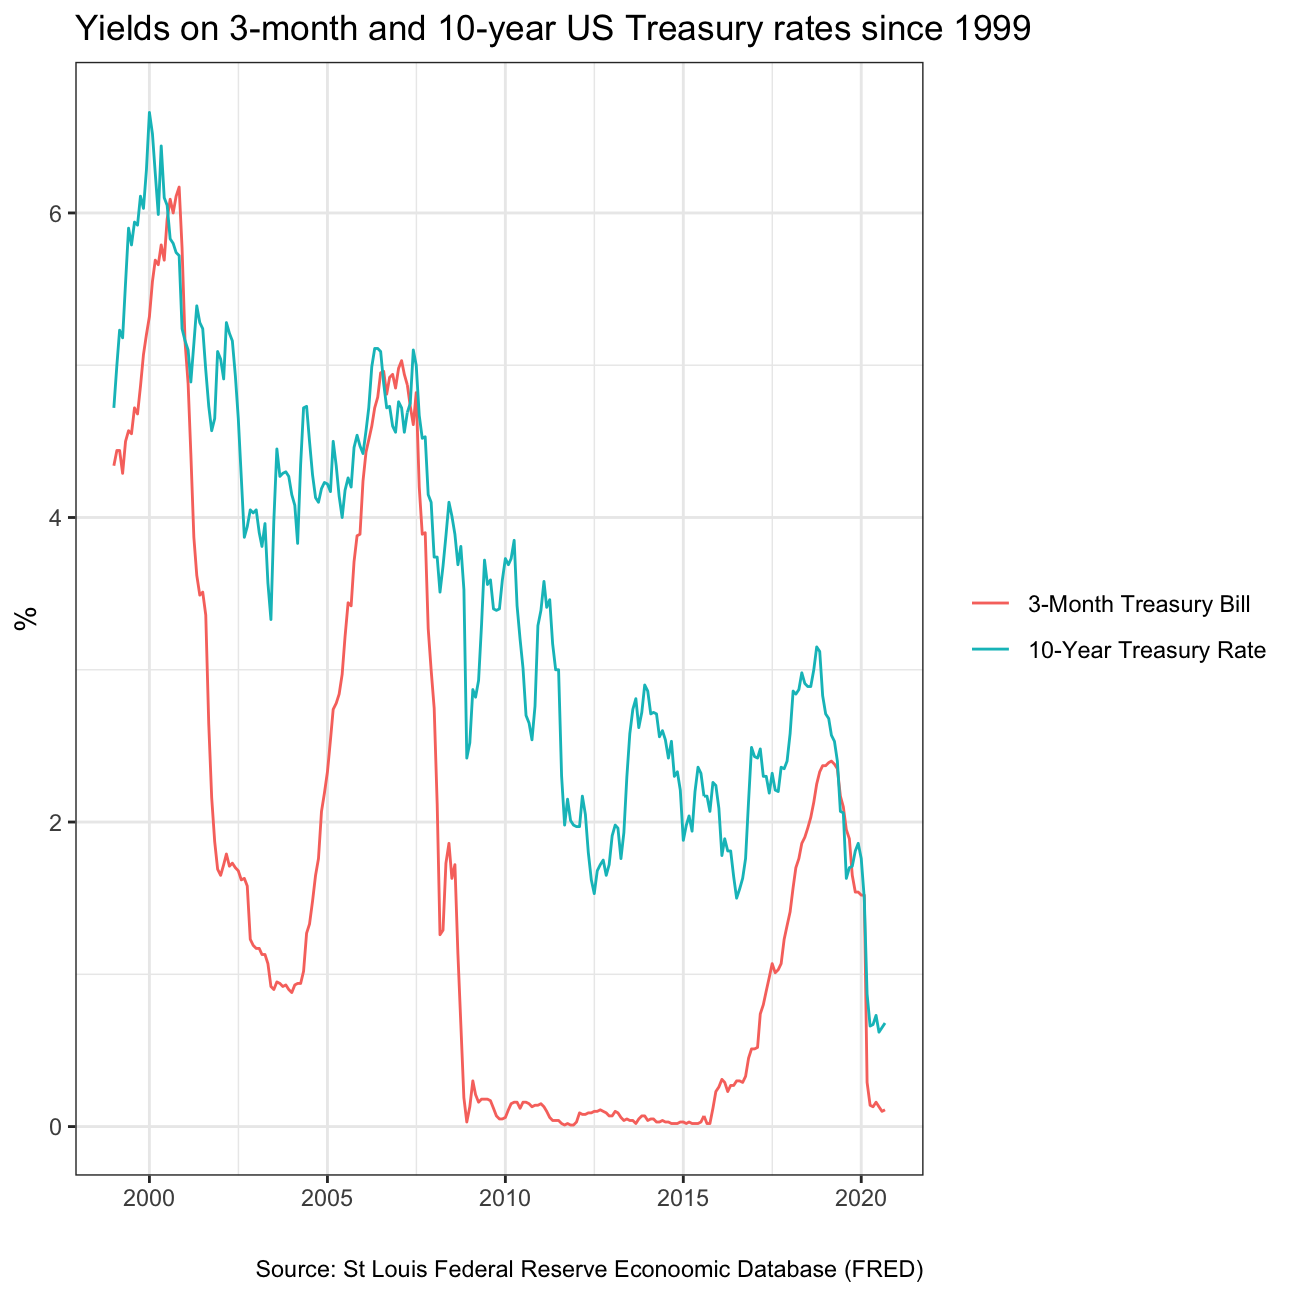 Yields on 3-month and 10-year US Treasury rates since 1999
%
6
4
2
0
2000 2005 2010 2015 2020
3-Month Treasury Bill
10-Year Treasury Rate
Source: St Louis Federal Reserve Econoomic Database (FRED)